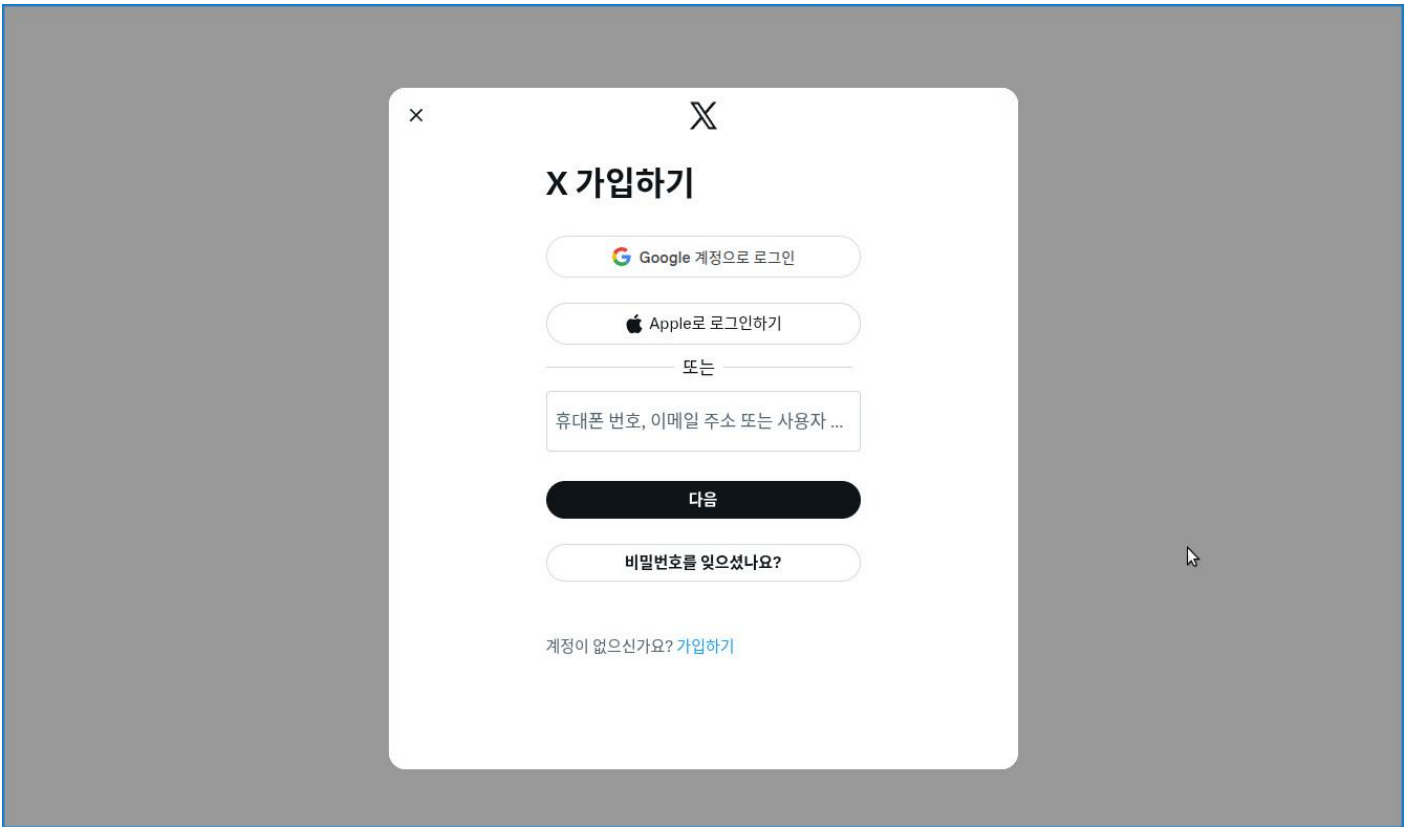 X 가입하기
Google 계정으로 로그인
Apple로 로그인하기
또는
휴대폰 번호, 이메일 주소 또는 사용자 ...
다음
비밀번호를 잊으셨나요?
계정이 없으신가요? 가입하기